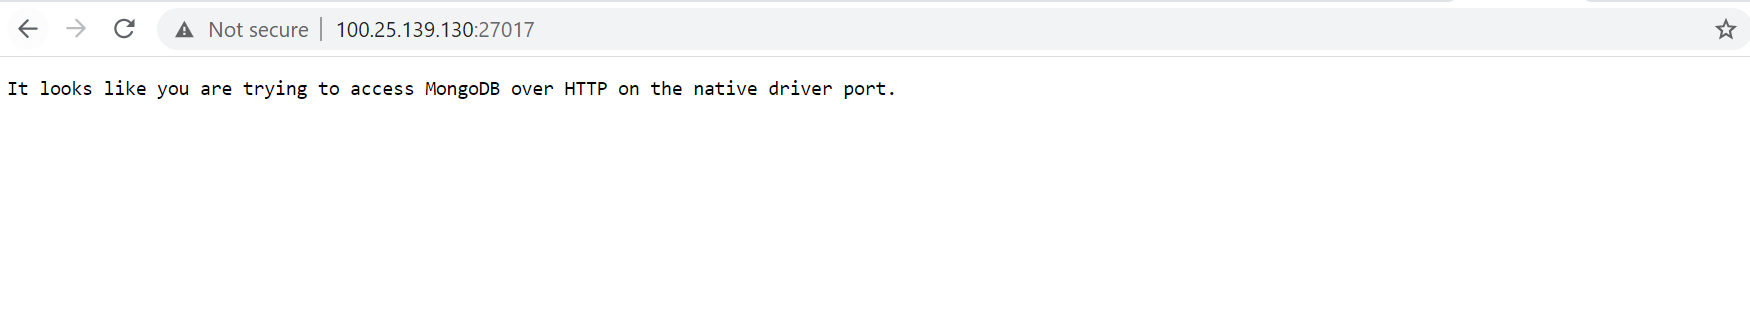 Not secure | 100.25.139.130:27017
It looks like you are trying to access MongoDB over HTTP on the native driver port.